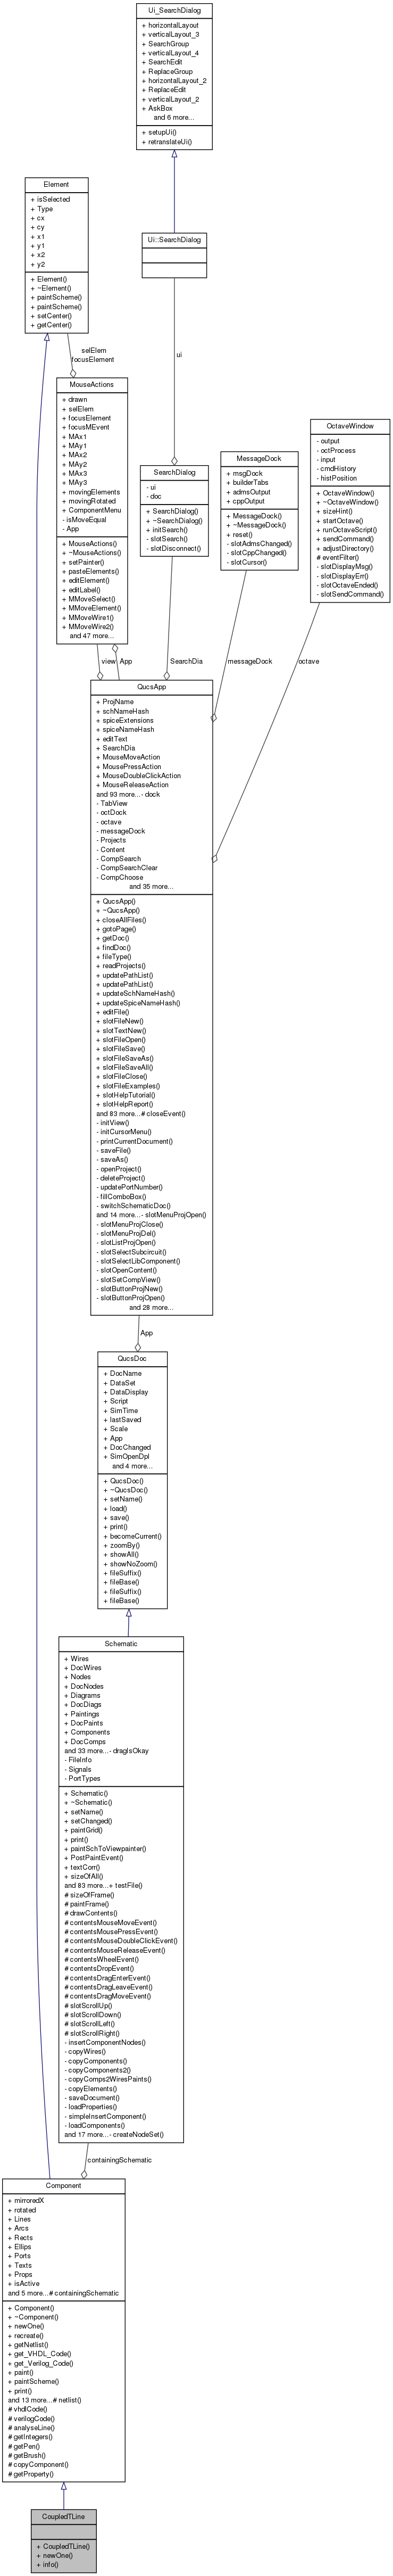 Ui_SearchDialog
+ horizontalLayout
+ verticalLayout_3
+ SearchGroup
+ verticalLayout_4
+ SearchEdit
+ ReplaceGroup
+ horizontalLayout_2
+ ReplaceEdit
+ verticalLayout_2
+ AskBox
and 6 more...
+ setupUi()
+ retranslateUi()
Element
+ isSelected
+ Type
+ cx
+ cy
+ x1
+ y1
+ x2
+ y2
+ Element()
+ ~Element()
+ paintScheme()
+ paintScheme()
+ setCenter()
+ getCenter()
Ui::SearchDialog
selElem
focusElement
ui
MouseActions
+ drawn
+ selElem
+ focusElement
+ focusMEvent
+ MAx1
+ MAy1
+ MAx2
+ MAy2
+ MAx3
+ MAy3
+ movingElements
+ movingRotated
+ ComponentMenu
- isMoveEqual
- App
+ MouseActions()
+ ~MouseActions()
+ setPainter()
+ pasteElements()
+ editElement()
+ editLabel()
+ MMoveSelect()
+ MMoveElement()
+ MMoveWire1()
+ MMoveWire2()
and 47 more...
SearchDialog
- ui
- doc
+ SearchDialog()
+ ~SearchDialog()
+ initSearch()
- slotSearch()
- slotDisconnect()
MessageDock
+ msgDock
+ builderTabs
+ admsOutput
+ cppOutput
+ MessageDock()
+ ~MessageDock()
+ reset()
- slotAdmsChanged()
- slotCppChanged()
- slotCursor()
OctaveWindow
- output
- octProcess
- input
- cmdHistory
- histPosition
+ OctaveWindow()
+ ~OctaveWindow()
+ sizeHint()
+ startOctave()
+ runOctaveScript()
+ sendCommand()
+ adjustDirectory()
# eventFilter()
- slotDisplayMsg()
- slotDisplayErr()
- slotOctaveEnded()
- slotSendCommand()
view
App
SearchDia
messageDock
octave
QucsApp
+ ProjName
+ schNameHash
+ spiceExtensions
+ spiceNameHash
+ editText
+ SearchDia
+ MouseMoveAction
+ MousePressAction
+ MouseDoubleClickAction
+ MouseReleaseAction
and 93 more...- dock
- TabView
- octDock
- octave
- messageDock
- Projects
- Content
- CompSearch
- CompSearchClear
- CompChoose
and 35 more...
+ QucsApp()
+ ~QucsApp()
+ closeAllFiles()
+ gotoPage()
+ getDoc()
+ findDoc()
+ fileType()
+ readProjects()
+ updatePathList()
+ updatePathList()
+ updateSchNameHash()
+ updateSpiceNameHash()
+ editFile()
+ slotFileNew()
+ slotTextNew()
+ slotFileOpen()
+ slotFileSave()
+ slotFileSaveAs()
+ slotFileSaveAll()
+ slotFileClose()
+ slotFileExamples()
+ slotHelpTutorial()
+ slotHelpReport()
and 83 more...# closeEvent()
- initView()
- initCursorMenu()
- printCurrentDocument()
- saveFile()
- saveAs()
- openProject()
- deleteProject()
- updatePortNumber()
- fillComboBox()
- switchSchematicDoc()
and 14 more...- slotMenuProjOpen()
- slotMenuProjClose()
- slotMenuProjDel()
- slotListProjOpen()
- slotSelectSubcircuit()
- slotSelectLibComponent()
- slotOpenContent()
- slotSetCompView()
- slotButtonProjNew()
- slotButtonProjOpen()
and 28 more...
App
QucsDoc
+ DocName
+ DataSet
+ DataDisplay
+ Script
+ SimTime
+ lastSaved
+ Scale
+ App
+ DocChanged
+ SimOpenDpl
and 4 more...
+ QucsDoc()
+ ~QucsDoc()
+ setName()
+ load()
+ save()
+ print()
+ becomeCurrent()
+ zoomBy()
+ showAll()
+ showNoZoom()
+ fileSuffix()
+ fileBase()
+ fileSuffix()
+ fileBase()
Schematic
+ Wires
+ DocWires
+ Nodes
+ DocNodes
+ Diagrams
+ DocDiags
+ Paintings
+ DocPaints
+ Components
+ DocComps
and 33 more...- dragIsOkay
- FileInfo
- Signals
- PortTypes
+ Schematic()
+ ~Schematic()
+ setName()
+ setChanged()
+ paintGrid()
+ print()
+ paintSchToViewpainter()
+ PostPaintEvent()
+ textCorr()
+ sizeOfAll()
and 83 more...+ testFile()
# sizeOfFrame()
# paintFrame()
# drawContents()
# contentsMouseMoveEvent()
# contentsMousePressEvent()
# contentsMouseDoubleClickEvent()
# contentsMouseReleaseEvent()
# contentsWheelEvent()
# contentsDropEvent()
# contentsDragEnterEvent()
# contentsDragLeaveEvent()
# contentsDragMoveEvent()
# slotScrollUp()
# slotScrollDown()
# slotScrollLeft()
# slotScrollRight()
- insertComponentNodes()
- copyWires()
- copyComponents()
- copyComponents2()
- copyComps2WiresPaints()
- copyElements()
- saveDocument()
- loadProperties()
- simpleInsertComponent()
- loadComponents()
and 17 more...- createNodeSet()
containingSchematic
Component
+ mirroredX
+ rotated
+ Lines
+ Arcs
+ Rects
+ Ellips
+ Ports
+ Texts
+ Props
+ isActive
and 5 more...# containingSchematic
+ Component()
+ ~Component()
+ newOne()
+ recreate()
+ getNetlist()
+ get_VHDL_Code()
+ get_Verilog_Code()
+ paint()
+ paintScheme()
+ print()
and 13 more...# netlist()
# vhdlCode()
# verilogCode()
# analyseLine()
# getIntegers()
# getPen()
# getBrush()
# copyComponent()
# getProperty()
CoupledTLine
+ CoupledTLine()
+ newOne()
+ info()